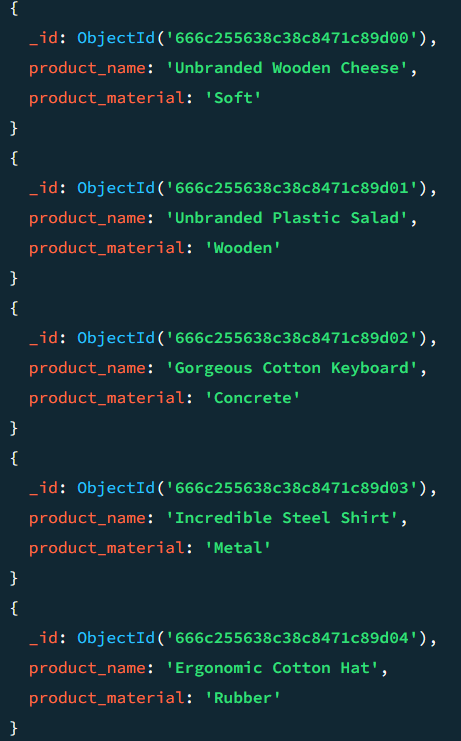 {
_id: ObjectId('666c255638c38c8471c89d00'),
product_name: 'Unbranded Wooden Cheese',
product_material: 'Soft'
}
{
_id: ObjectId('666c255638c38c8471c89d01'),
product_name: 'Unbranded Plastic Salad',
product_material: 'Wooden'
}
{
_id: ObjectId('666c255638c38c8471c89d02'),
product_name: 'Gorgeous Cotton Keyboard',
product_material: 'Concrete'
}
{
_id: ObjectId('666c255638c38c8471c89d03'),
product_name: 'Incredible Steel Shirt',
product_material: 'Metal'
}
{
_id: ObjectId('666c255638c38c8471c89d04'),
product_name: 'Ergonomic Cotton Hat',
product_material: 'Rubber'
}